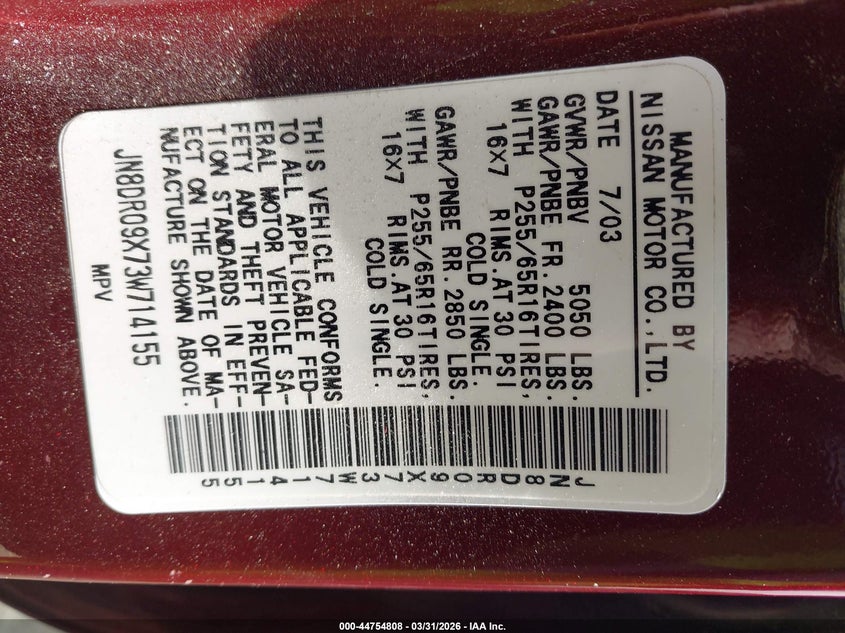 MANUFACTURED BY
NISSAN MOTOR CO.,LTD.
DATE 7/03
GVWR/PNBV 5050 LBS.
GAWR/PNBE FR. 2400 LBS.
WITH P255/65R16TIRES,
16X7 RIMS.AT 30 PSI
COLD SINGLE.
GAWR/PNBE RR. 2850 LBS.
WITH P255/65R16TIRES,
16X7 RIMS.AT 30 PSI
COLD SINGLE.
THIS VEHICLE CONFORMS
TO ALL APPLICABLE FED-
ERAL MOTOR VEHICLE SA-
FETY AND THEFT PREVEN-
TION STANDARDS IN EFF-
ECT ON THE DATE OF MA-
NUFACTURE SHOWN ABOVE.
JN8DR09X73W714155
MPV
JN8DR09X73W714155
000-44754808 - 03/31/2026 - IAA Inc.